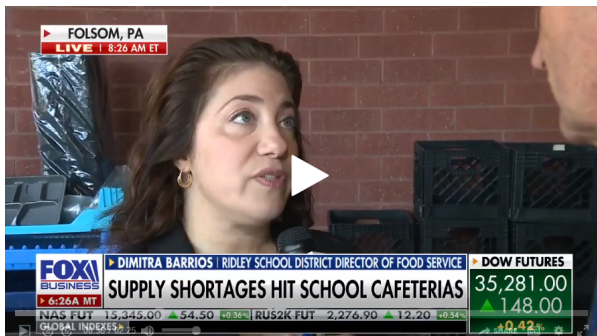 FOLSOM, PA
LIVE 8:26 AM ET
FOX
BUSINESS
6:26A MT
DIMITRA BARRIOS RIDLEY SCHOOL DISTRICT DIRECTOR OF FOOD SERVICE
SUPPLY SHORTAGES HIT SCHOOL CAFETERIAS
DOW FUTURES
35,281.00
148.00
+0.42%
NAS FUT 15,345.00 54.50 +0.36% RUS2K FUT 2,276.90 12.20 +0.54%
GLOBAL INDEXES